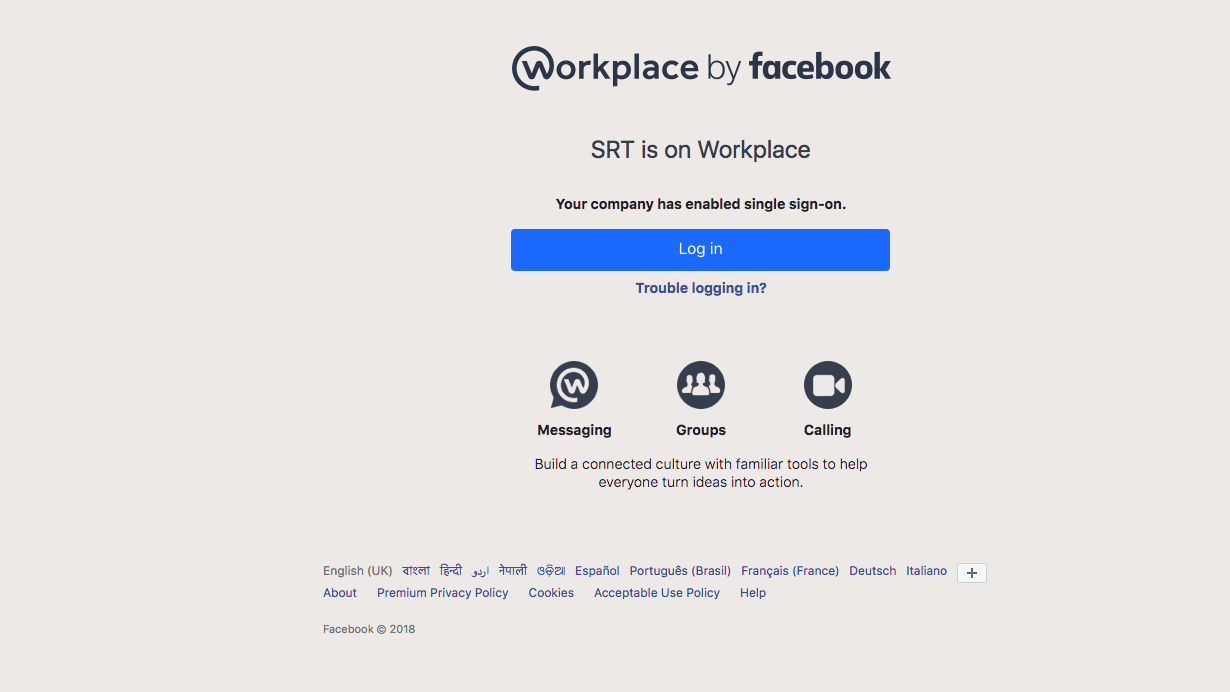 Workplace by facebook
SRT is on Workplace
Your company has enabled single sign-on.
Log in
Trouble logging in?
Messaging Groups Calling
Build a connected culture with familiar tools to help
everyone turn ideas into action.
English (UK) বাংলা हिन्दी اردو नेपाली ଓଡ଼ିଆ Español Português (Brasil) Français (France) Deutsch Italiano +
About Premium Privacy Policy Cookies Acceptable Use Policy Help
Facebook © 2018